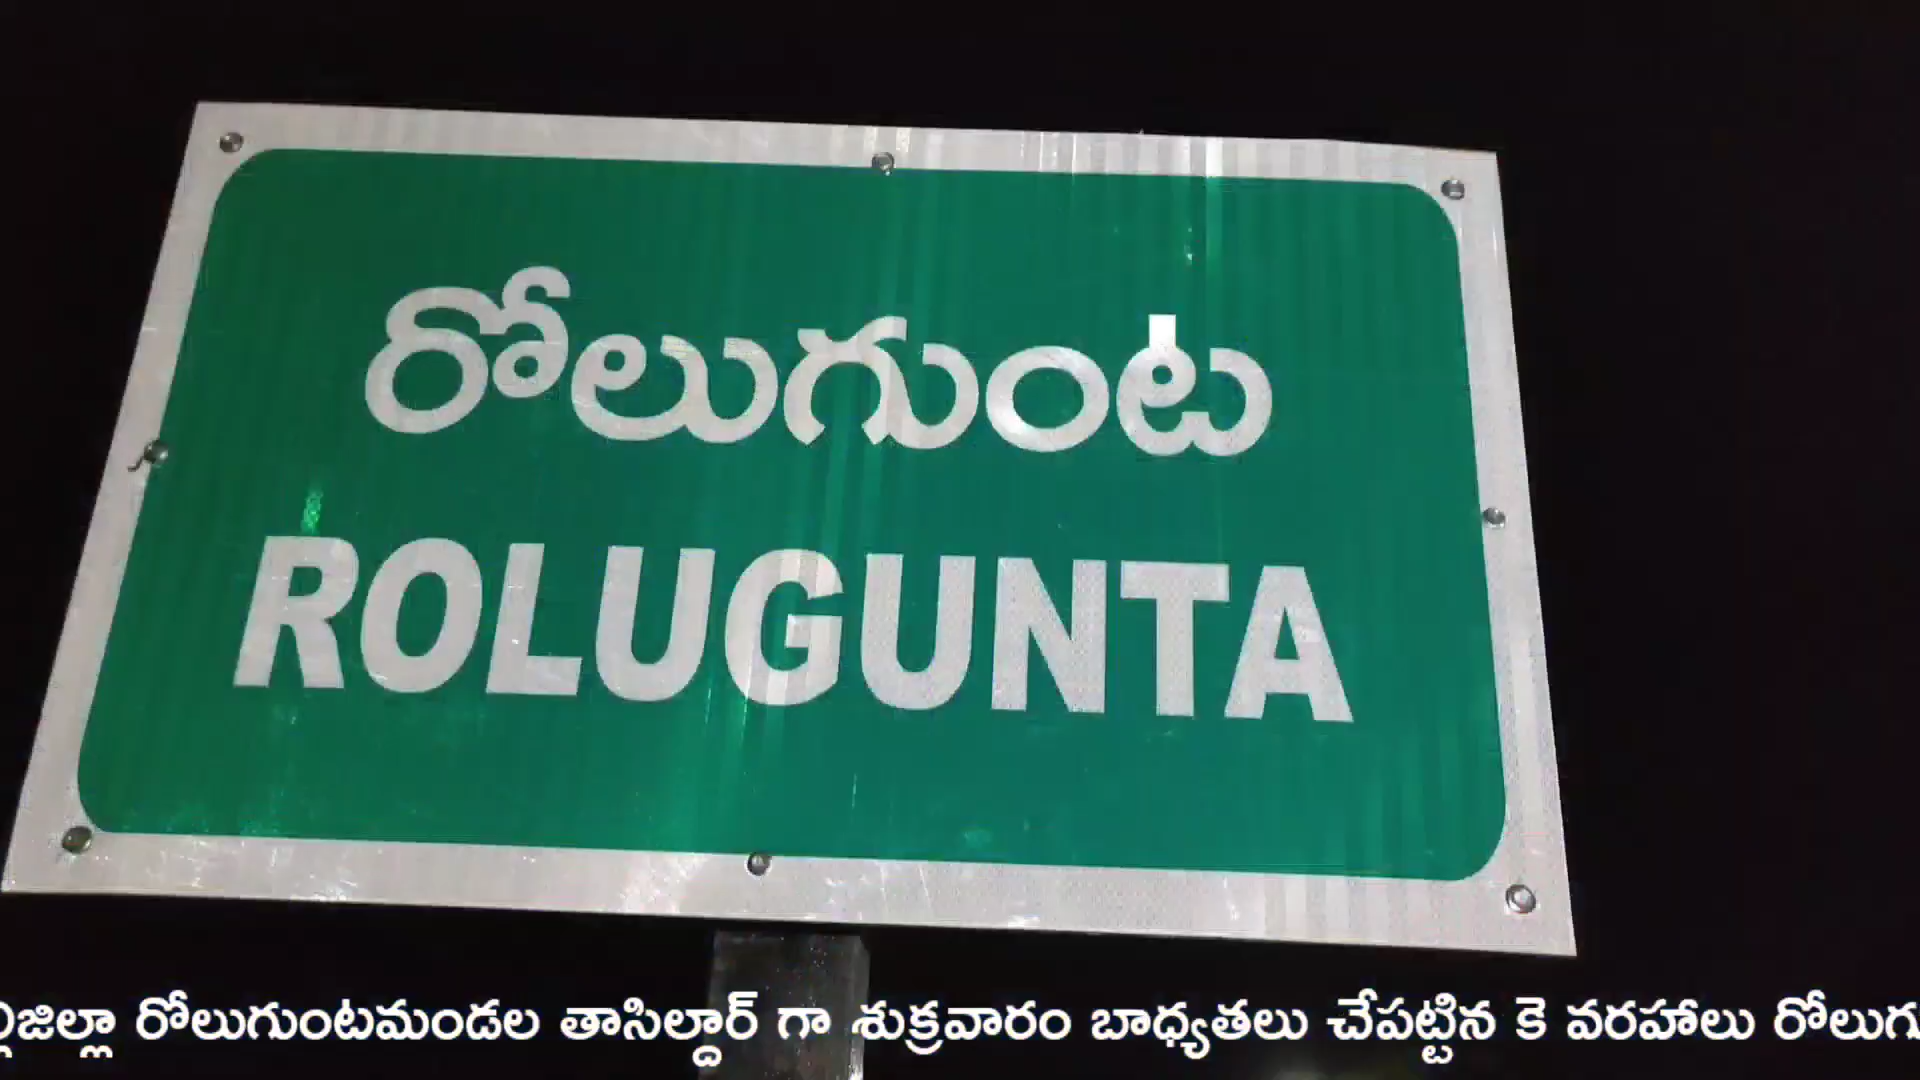 రోలుగుంట
ROLUGUNTA
జిల్లా రోలుగుంటమండల తాసిల్దార్ గా శుక్రవారం బాధ్యతలు చేపట్టిన కె వరహాలు రోలుగు